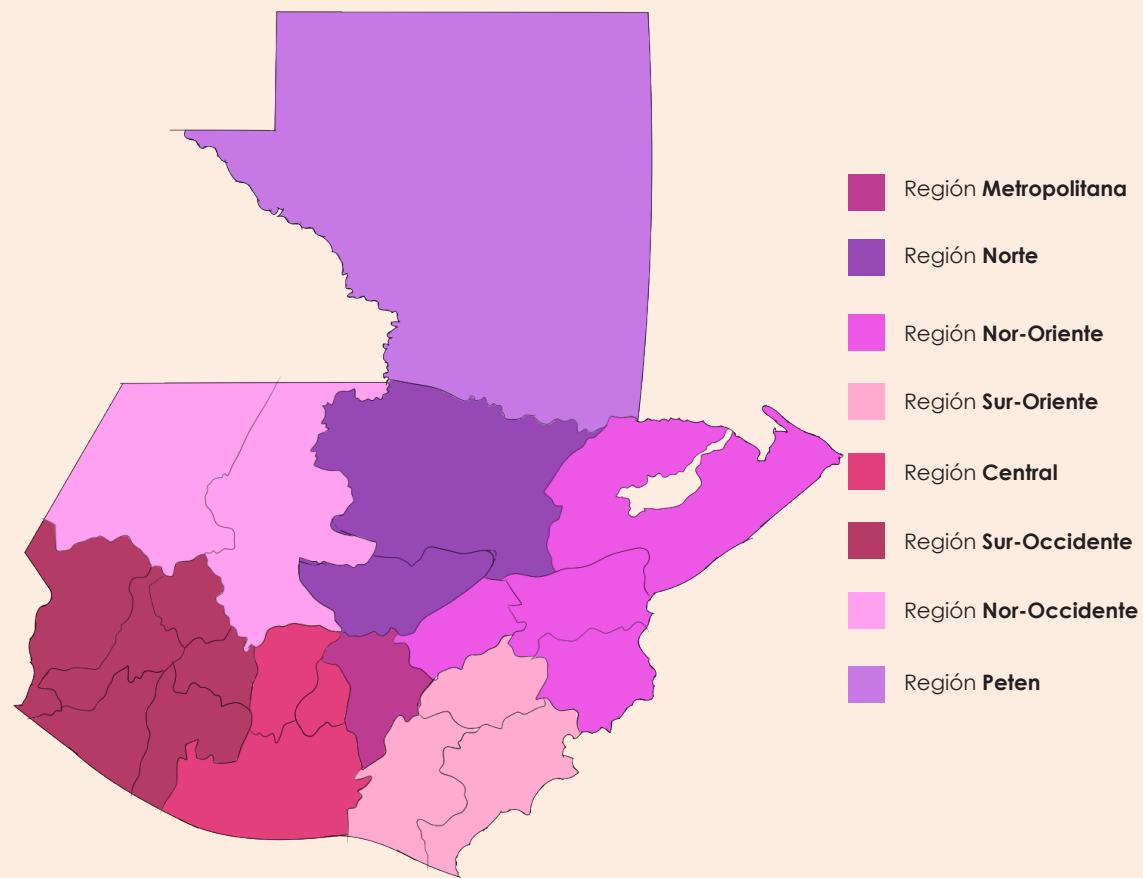 Región Metropolitana
Región Norte
Región Nor-Oriente
Región Sur-Oriente
Región Central
Región Sur-Occidente
Región Nor-Occidente
Región Peten